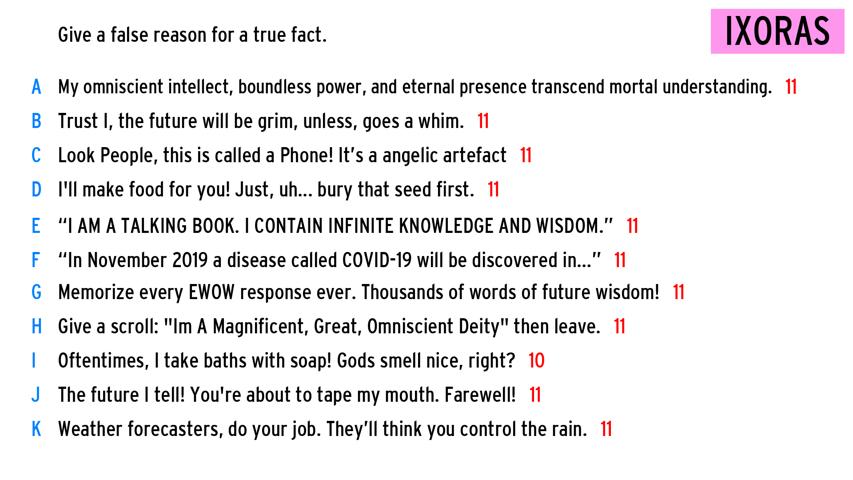 Give a false reason for a true fact.
IXORAS
A My omniscient intellect, boundless power, and eternal presence transcend mortal understanding. 11
B Trust I, the future will be grim, unless, goes a whim. 11
C Look People, this is called a Phone! It's a angelic artefact 11
D I'll make food for you! Just, uh... bury that seed first. 11
E “I AM A TALKING BOOK. I CONTAIN INFINITE KNOWLEDGE AND WISDOM.” 11
F “In November 2019 a disease called COVID-19 will be discovered in...” 11
G Memorize every EWOW response ever. Thousands of words of future wisdom! 11
H Give a scroll: "Im A Magnificent, Great, Omniscient Deity" then leave. 11
I Oftentimes, I take baths with soap! Gods smell nice, right? 10
J The future I tell! You're about to tape my mouth. Farewell! 11
K Weather forecasters, do your job. They'll think you control the rain. 11